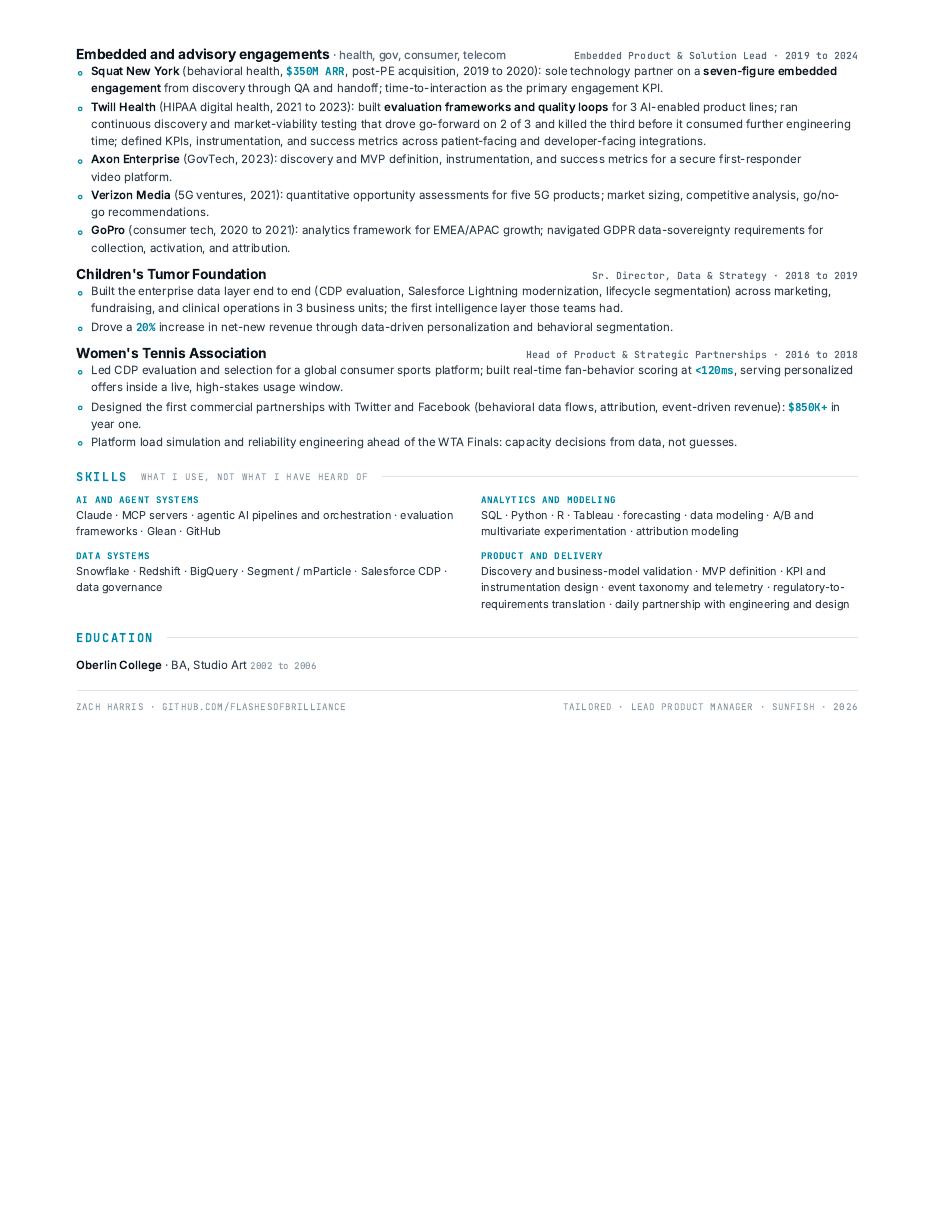 Embedded and advisory engagements · health, gov, consumer, telecom Embedded Product & Solution Lead · 2019 to 2024
Squat New York (behavioral health, $350M ARR, post-PE acquisition, 2019 to 2020): sole technology partner on a seven-figure embedded
engagement from discovery through QA and handoff; time-to-interaction as the primary engagement KPI.
Twill Health (HIPAA digital health, 2021 to 2023): built evaluation frameworks and quality loops for 3 AI-enabled product lines; ran
continuous discovery and market-viability testing that drove go-forward on 2 of 3 and killed the third before it consumed further engineering
time; defined KPIs, instrumentation, and success metrics across patient-facing and developer-facing integrations.
Axon Enterprise (GovTech, 2023): discovery and MVP definition, instrumentation, and success metrics for a secure first-responder
video platform.
Verizon Media (5G ventures, 2021): quantitative opportunity assessments for five 5G products; market sizing, competitive analysis, go/no-
go recommendations.
GoPro (consumer tech, 2020 to 2021): analytics framework for EMEA/APAC growth; navigated GDPR data-sovereignty requirements for
collection, activation, and attribution.
Children's Tumor Foundation Sr. Director, Data & Strategy · 2018 to 2019
Built the enterprise data layer end to end (CDP evaluation, Salesforce Lightning modernization, lifecycle segmentation) across marketing,
fundraising, and clinical operations in 3 business units; the first intelligence layer those teams had.
Drove a 20% increase in net-new revenue through data-driven personalization and behavioral segmentation.
Women's Tennis Association Head of Product & Strategic Partnerships · 2016 to 2018
Led CDP evaluation and selection for a global consumer sports platform; built real-time fan-behavior scoring at <120ms, serving personalized
offers inside a live, high-stakes usage window.
Designed the first commercial partnerships with Twitter and Facebook (behavioral data flows, attribution, event-driven revenue): $850K+ in
year one.
Platform load simulation and reliability engineering ahead of the WTA Finals: capacity decisions from data, not guesses.
SKILLS WHAT I USE, NOT WHAT I HAVE HEARD OF
AI AND AGENT SYSTEMS
Claude · MCP servers · agentic AI pipelines and orchestration · evaluation
frameworks · Glean · GitHub
ANALYTICS AND MODELING
SQL · Python · R · Tableau · forecasting · data modeling · A/B and
multivariate experimentation · attribution modeling
DATA SYSTEMS
Snowflake · Redshift · BigQuery · Segment / mParticle · Salesforce CDP ·
data governance
PRODUCT AND DELIVERY
Discovery and business-model validation · MVP definition · KPI and
instrumentation design · event taxonomy and telemetry · regulatory-to-
requirements translation · daily partnership with engineering and design
EDUCATION
Oberlin College · BA, Studio Art 2002 to 2006
ZACH HARRIS · GITHUB.COM/FLASHESOFBRILLIANCE TAILORED · LEAD PRODUCT MANAGER · SUNFISH · 2026